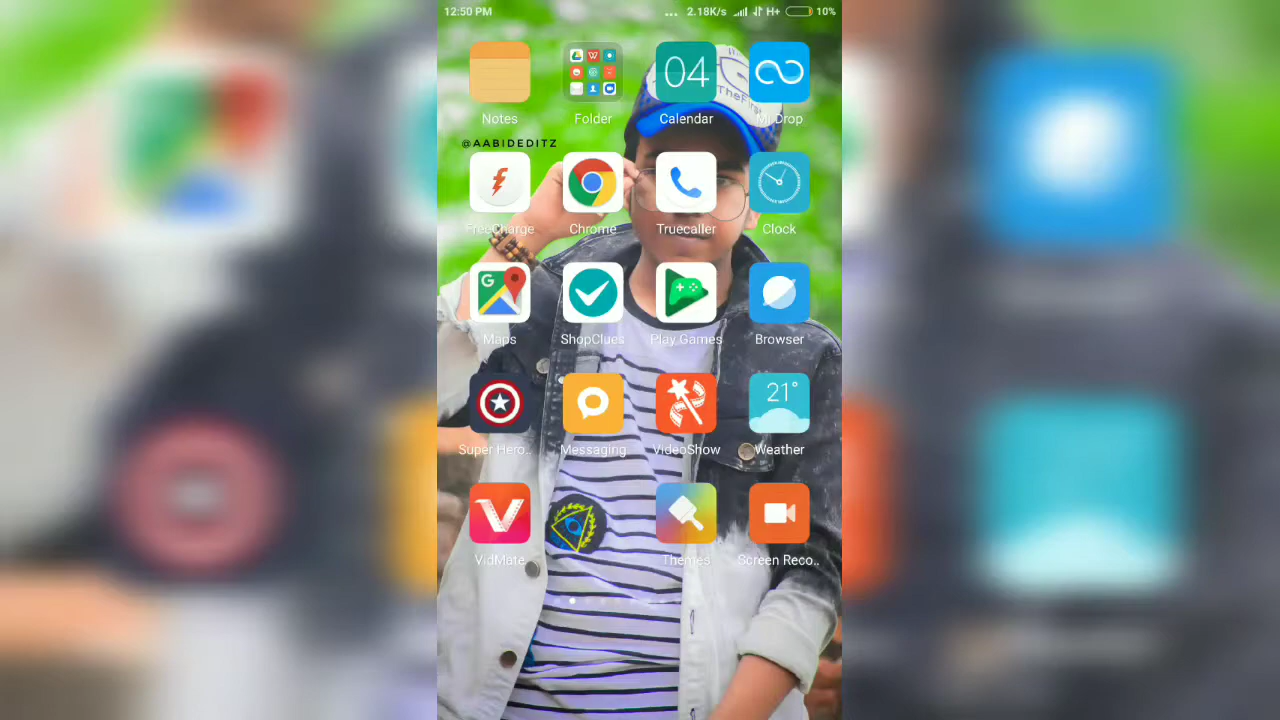 12:50 PM ... 2.18K/s H+ 10%
04
Notes Folder Calendar Mi Drop
@AABIDEDITZ
FreeCharge Chrome Truecaller Clock
G
Maps ShopClues Play Games Browser
21°
Super Hero.. Messaging VideoShow Weather
VidMate Themes Screen Reco..